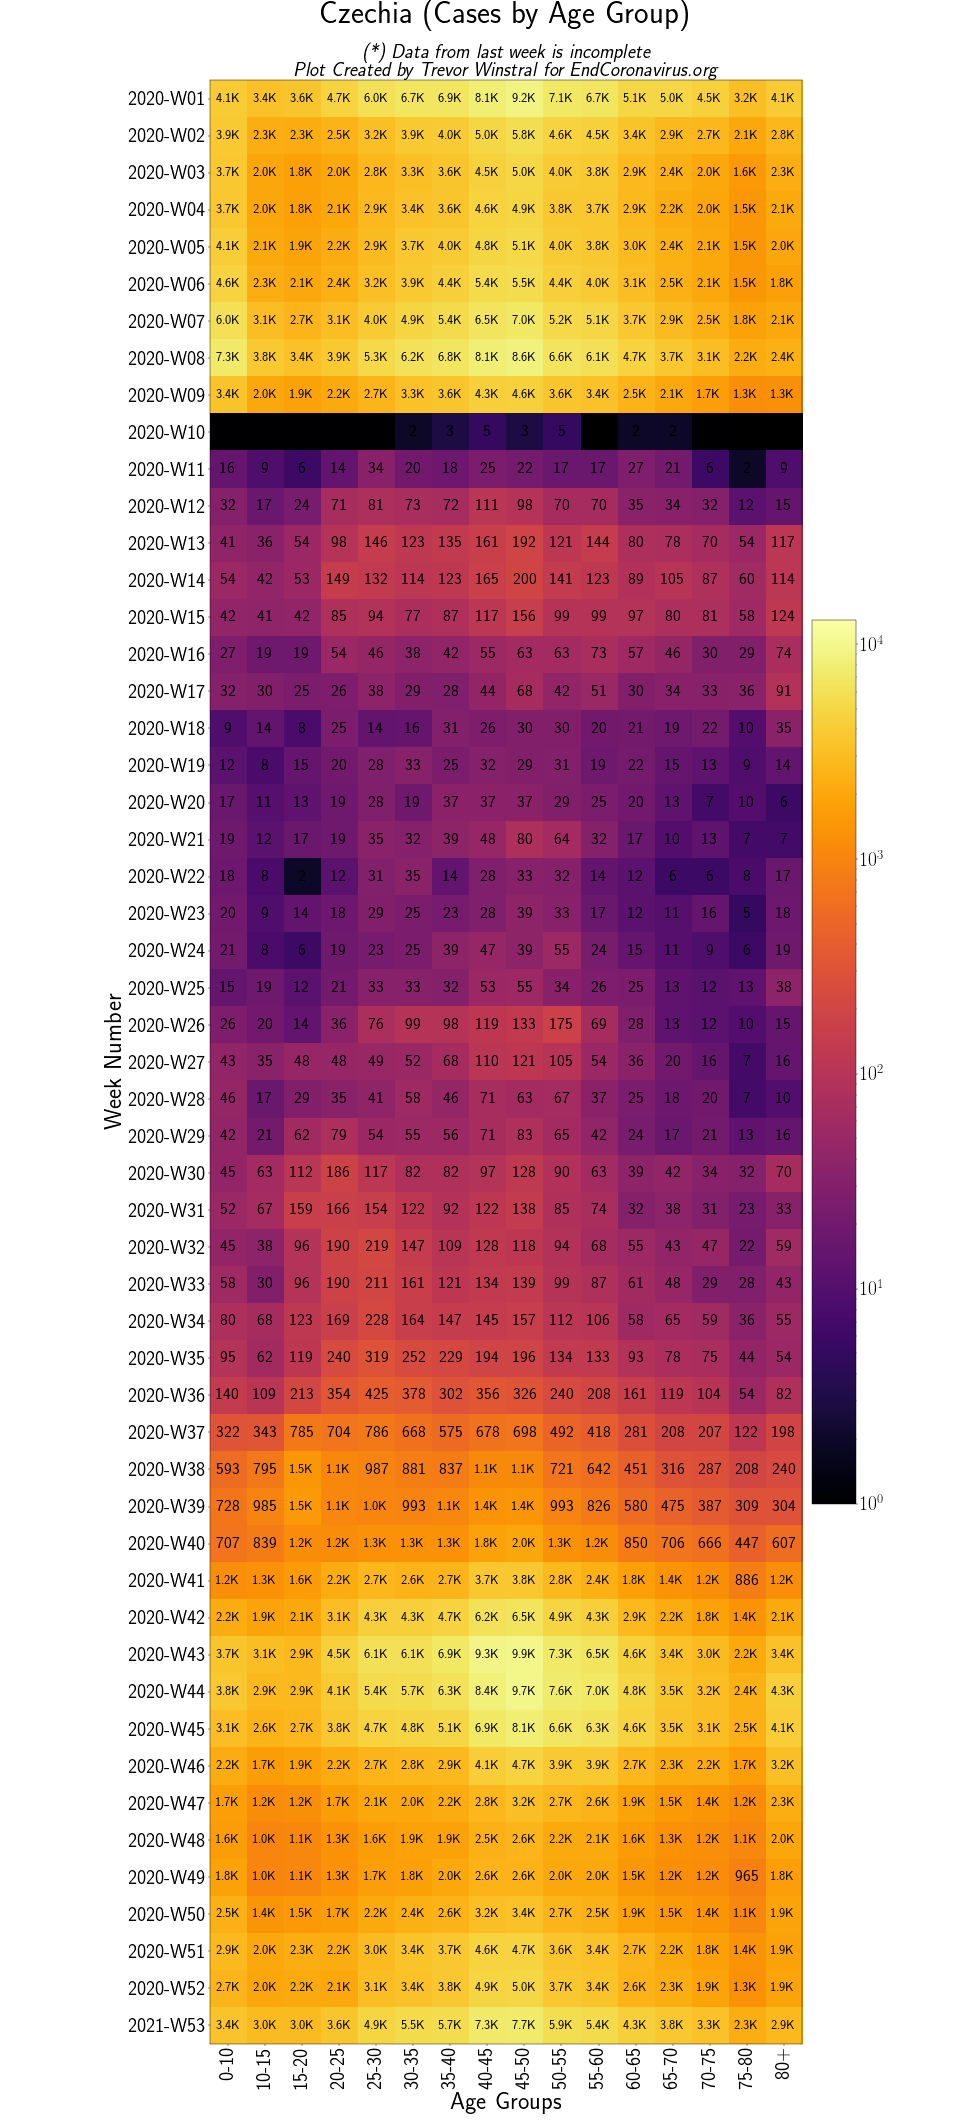 Czechia (Cases by Age Group)
(*) Data from last week is incomplete
Plot Created by Trevor Winstral for EndCoronavirus.org
2020-W01 4.1K 3.4K 3.6K 4.7K 6.0K 6.7K 6.9K 8.1K 9.2K 7.1K 6.7K 5.1K 5.0K 4.5K 3.2K 4.1K
2020-W02 3.9K 2.3K 2.3K 2.5K 3.2K 3.9K 4.0K 5.0K 5.8K 4.6K 4.5K 3.4K 2.9K 2.7K 2.1K 2.8K
2020-W03 3.7K 2.0K 1.8K 2.0K 2.8K 3.3K 3.6K 4.5K 5.0K 4.0K 3.8K 2.9K 2.4K 2.0K 1.6K 2.3K
2020-W04 3.7K 2.0K 1.8K 2.1K 2.9K 3.4K 3.6K 4.6K 4.9K 3.8K 3.7K 2.9K 2.2K 2.0K 1.5K 2.1K
2020-W05 4.1K 2.1K 1.9K 2.2K 2.9K 3.7K 4.0K 4.8K 5.1K 4.0K 3.8K 3.0K 2.4K 2.1K 1.5K 2.0K
2020-W06 4.6K 2.3K 2.1K 2.4K 3.2K 3.9K 4.4K 5.4K 5.5K 4.4K 4.0K 3.1K 2.5K 2.1K 1.5K 1.8K
2020-W07 6.0K 3.1K 2.7K 3.1K 4.0K 4.9K 5.4K 6.5K 7.0K 5.2K 5.1K 3.7K 2.9K 2.5K 1.8K 2.1K
2020-W08 7.3K 3.8K 3.4K 3.9K 5.3K 6.2K 6.8K 8.1K 8.6K 6.6K 6.1K 4.7K 3.7K 3.1K 2.2K 2.4K
2020-W09 3.4K 2.0K 1.9K 2.2K 2.7K 3.3K 3.6K 4.3K 4.6K 3.6K 3.4K 2.5K 2.1K 1.7K 1.3K 1.3K
2020-W10 2 3 5 3 5 2 2
2020-W11 16 9 6 14 34 20 18 25 22 17 17 27 21 6 2 9
2020-W12 32 17 24 71 81 73 72 111 98 70 70 35 34 32 12 15
2020-W13 41 36 54 98 146 123 135 161 192 121 144 80 78 70 54 117
2020-W14 54 42 53 149 132 114 123 165 200 141 123 89 105 87 60 114
2020-W15 42 41 42 85 94 77 87 117 156 99 99 97 80 81 58 124
2020-W16 27 19 19 54 46 38 42 55 63 63 73 57 46 30 29 74
2020-W17 32 30 25 26 38 29 28 44 68 42 51 30 34 33 36 91
2020-W18 9 14 8 25 14 16 31 26 30 30 20 21 19 22 10 35
2020-W19 12 8 15 20 28 33 25 32 29 31 19 22 15 13 9 14
2020-W20 17 11 13 19 28 19 37 37 37 29 25 20 13 7 10 6
2020-W21 19 12 17 19 35 32 39 48 80 64 32 17 10 13 7 7
2020-W22 18 8 2 12 31 35 14 28 33 32 14 12 6 6 8 17
2020-W23 20 9 14 18 29 25 23 28 39 33 17 12 11 16 5 18
2020-W24 21 8 6 19 23 25 39 47 39 55 24 15 11 9 6 19
2020-W25 15 19 12 21 33 33 32 53 55 34 26 25 13 12 13 38
2020-W26 26 20 14 36 76 99 98 119 133 175 69 28 13 12 10 15
2020-W27 43 35 48 48 49 52 68 110 121 105 54 36 20 16 7 16
2020-W28 46 17 29 35 41 58 46 71 63 67 37 25 18 20 7 10
2020-W29 42 21 62 79 54 55 56 71 83 65 42 24 17 21 13 16
2020-W30 45 63 112 186 117 82 82 97 128 90 63 39 42 34 32 70
2020-W31 52 67 159 166 154 122 92 122 138 85 74 32 38 31 23 33
2020-W32 45 38 96 190 219 147 109 128 118 94 68 55 43 47 22 59
2020-W33 58 30 96 190 211 161 121 134 139 99 87 61 48 29 28 43
2020-W34 80 68 123 169 228 164 147 145 157 112 106 58 65 59 36 55
2020-W35 95 62 119 240 319 252 229 194 196 134 133 93 78 75 44 54
2020-W36 140 109 213 354 425 378 302 356 326 240 208 161 119 104 54 82
2020-W37 322 343 785 704 786 668 575 678 698 492 418 281 208 207 122 198
2020-W38 593 795 1.5K 1.1K 987 881 837 1.1K 1.1K 721 642 451 316 287 208 240
2020-W39 728 985 1.5K 1.1K 1.0K 993 1.1K 1.4K 1.4K 993 826 580 475 387 309 304
2020-W40 707 839 1.2K 1.2K 1.3K 1.3K 1.3K 1.8K 2.0K 1.3K 1.2K 850 706 666 447 607
2020-W41 1.2K 1.3K 1.6K 2.2K 2.7K 2.6K 2.7K 3.7K 3.8K 2.8K 2.4K 1.8K 1.4K 1.2K 886 1.2K
2020-W42 2.2K 1.9K 2.1K 3.1K 4.3K 4.3K 4.7K 6.2K 6.5K 4.9K 4.3K 2.9K 2.2K 1.8K 1.4K 2.1K
2020-W43 3.7K 3.1K 2.9K 4.5K 6.1K 6.1K 6.9K 9.3K 9.9K 7.3K 6.5K 4.6K 3.4K 3.0K 2.2K 3.4K
2020-W44 3.8K 2.9K 2.9K 4.1K 5.4K 5.7K 6.3K 8.4K 9.7K 7.6K 7.0K 4.8K 3.5K 3.2K 2.4K 4.3K
2020-W45 3.1K 2.6K 2.7K 3.8K 4.7K 4.8K 5.1K 6.9K 8.1K 6.6K 6.3K 4.6K 3.5K 3.1K 2.5K 4.1K
2020-W46 2.2K 1.7K 1.9K 2.2K 2.7K 2.8K 2.9K 4.1K 4.7K 3.9K 3.9K 2.7K 2.3K 2.2K 1.7K 3.2K
2020-W47 1.7K 1.2K 1.2K 1.7K 2.1K 2.0K 2.2K 2.8K 3.2K 2.7K 2.6K 1.9K 1.5K 1.4K 1.2K 2.3K
2020-W48 1.6K 1.0K 1.1K 1.3K 1.6K 1.9K 1.9K 2.5K 2.6K 2.2K 2.1K 1.6K 1.3K 1.2K 1.1K 2.0K
2020-W49 1.8K 1.0K 1.1K 1.3K 1.7K 1.8K 2.0K 2.6K 2.6K 2.0K 2.0K 1.5K 1.2K 1.2K 965 1.8K
2020-W50 2.5K 1.4K 1.5K 1.7K 2.2K 2.4K 2.6K 3.2K 3.4K 2.7K 2.5K 1.9K 1.5K 1.4K 1.1K 1.9K
2020-W51 2.9K 2.0K 2.3K 2.2K 3.0K 3.4K 3.7K 4.6K 4.7K 3.6K 3.4K 2.7K 2.2K 1.8K 1.4K 1.9K
2020-W52 2.7K 2.0K 2.2K 2.1K 3.1K 3.4K 3.8K 4.9K 5.0K 3.7K 3.4K 2.6K 2.3K 1.9K 1.3K 1.9K
2021-W53 3.4K 3.0K 3.0K 3.6K 4.9K 5.5K 5.7K 7.3K 7.7K 5.9K 5.4K 4.3K 3.8K 3.3K 2.3K 2.9K
0-10 10-15 15-20 20-25 25-30 30-35 35-40 40-45 45-50 50-55 55-60 60-65 65-70 70-75 75-80 80+
Age Groups
Week Number
10⁴
10³
10²
10¹
10⁰